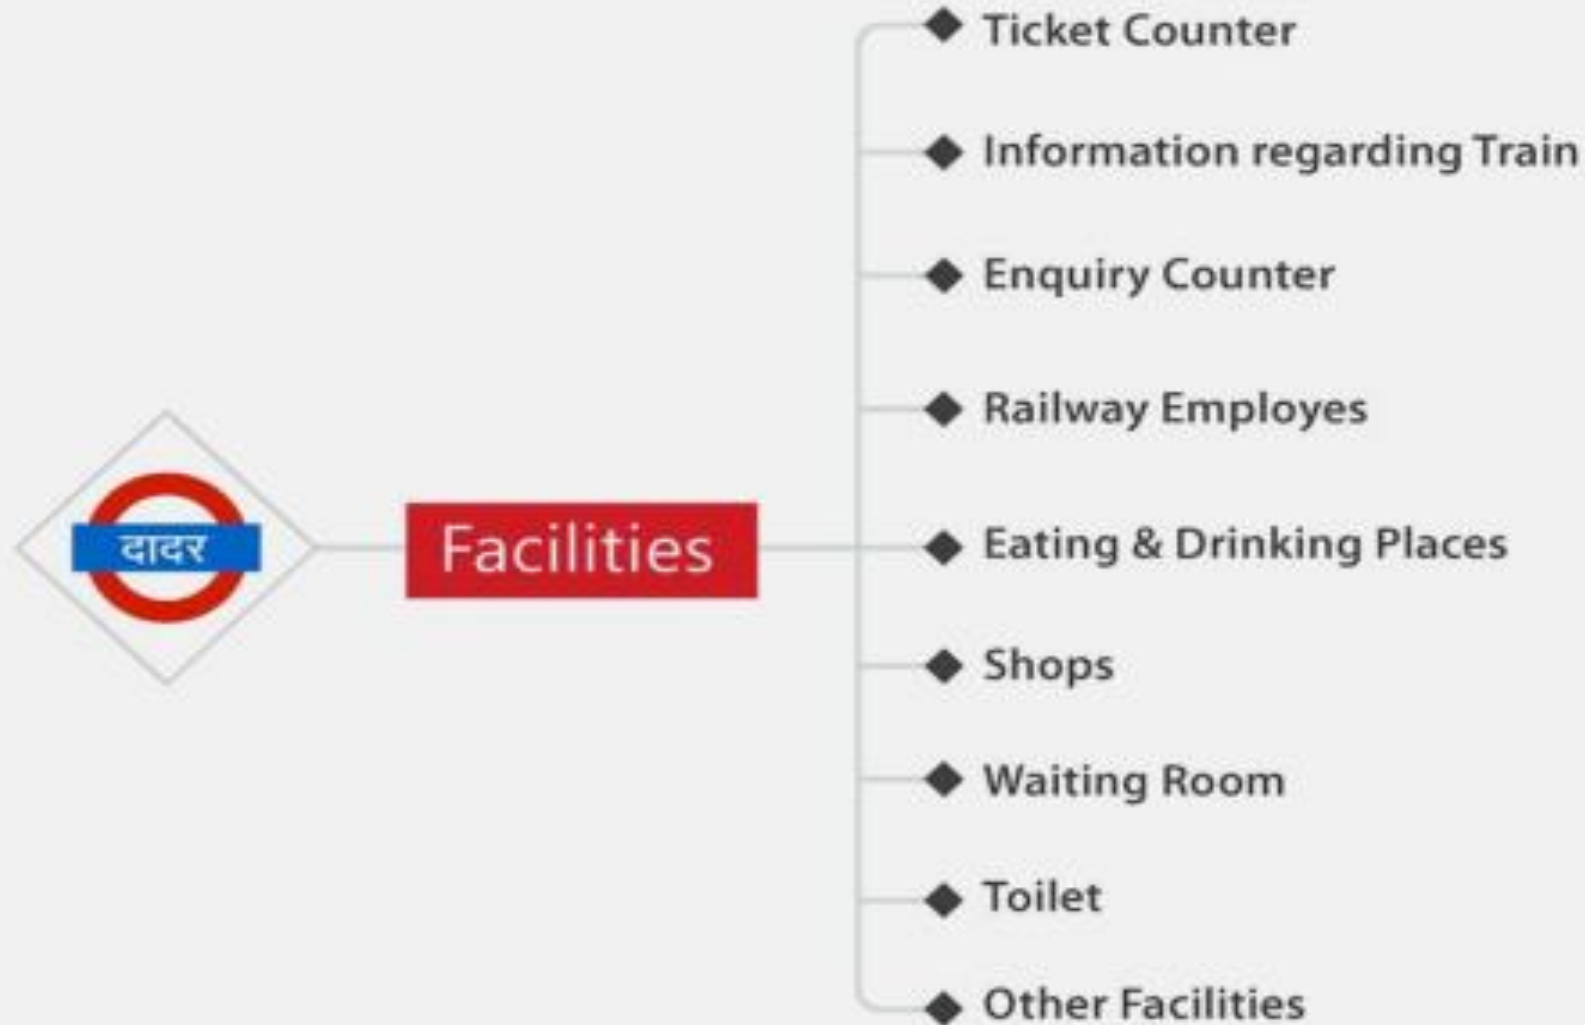 Ticket Counter
Information regarding Train
Enquiry Counter
Railway Employes
दादर
Facilities
Eating & Drinking Places
Shops
Waiting Room
Toilet
Other Facilities